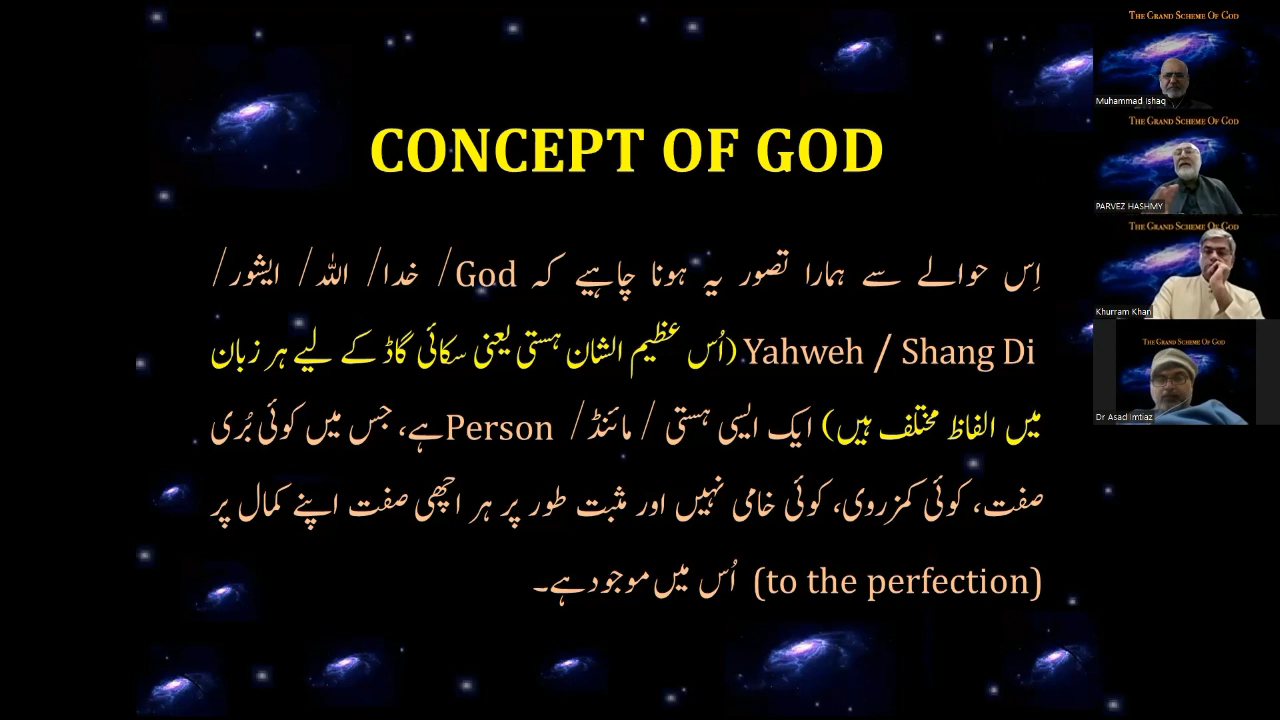 CONCEPT OF GOD
اِس حوالے سے ہمارا تصور یہ ہونا چاہیے کہ God/ خدا/ اللہ/ ایشور/
Yahweh / Shang Di (اُس عظیم الشان ہستی یعنی سکائی گاڈ کے لیے ہر زبان
میں الفاظ مختلف ہیں) ایک ایسی ہستی / مائنڈ/ Person ہے، جس میں کوئی بُری
صفت، کوئی کمزروی، کوئی خامی نہیں اور مثبت طور پر ہر اچھی صفت اپنے کمال پر
(to the perfection) اُس میں موجود ہے۔
THE GRAND SCHEME OF GOD
Muhammad Ishaq
THE GRAND SCHEME OF GOD
PARVEZ HASHMY
THE GRAND SCHEME OF GOD
Khurram Khan
THE GRAND SCHEME OF GOD
Dr Asad Imtiaz